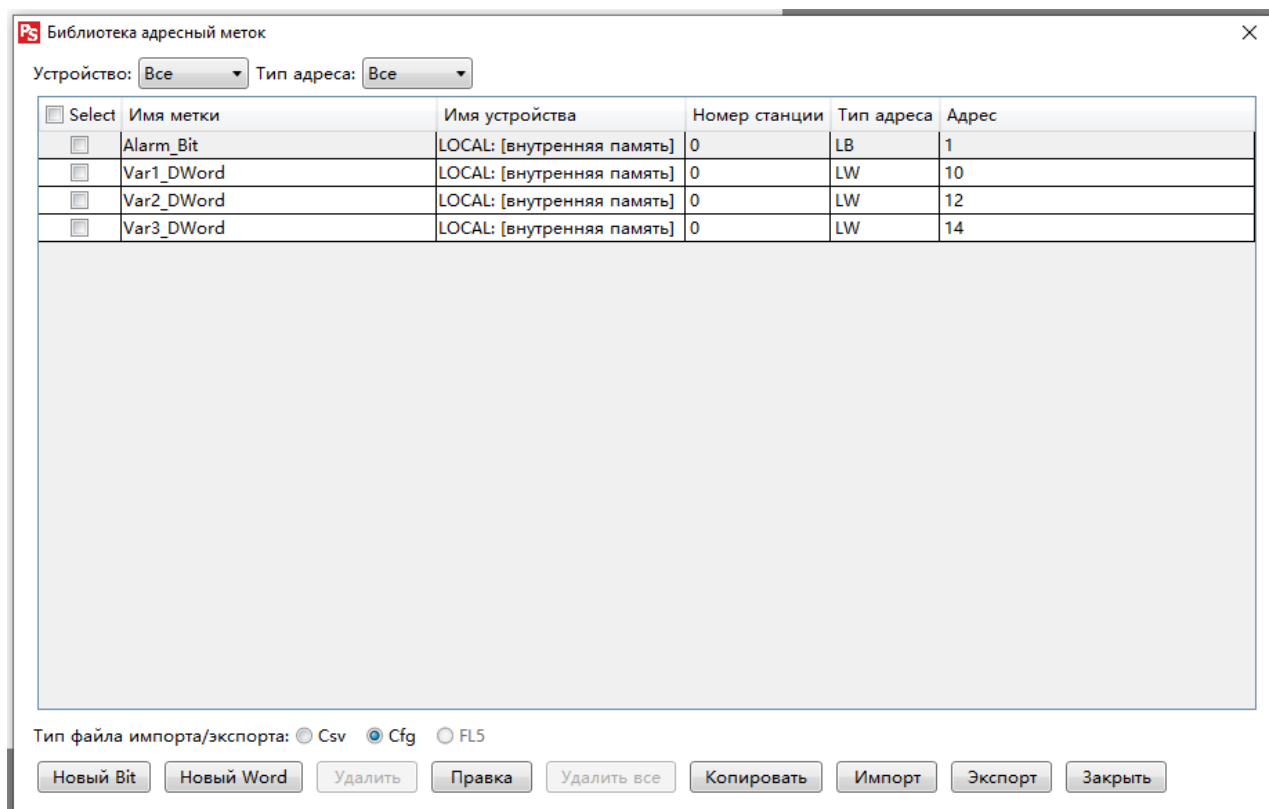 PS Библиотека адресный меток
Устройство: Все Тип адреса: Все
Select Имя метки Имя устройства Номер станции Тип адреса Адрес
Alarm_Bit LOCAL: [внутренняя память] 0 LB 1
Var1_DWord LOCAL: [внутренняя память] 0 LW 10
Var2_DWord LOCAL: [внутренняя память] 0 LW 12
Var3_DWord LOCAL: [внутренняя память] 0 LW 14
Тип файла импорта/экспорта: Csv Cfg FL5
Новый Bit Новый Word Удалить Правка Удалить все Копировать Импорт Экспорт Закрыть